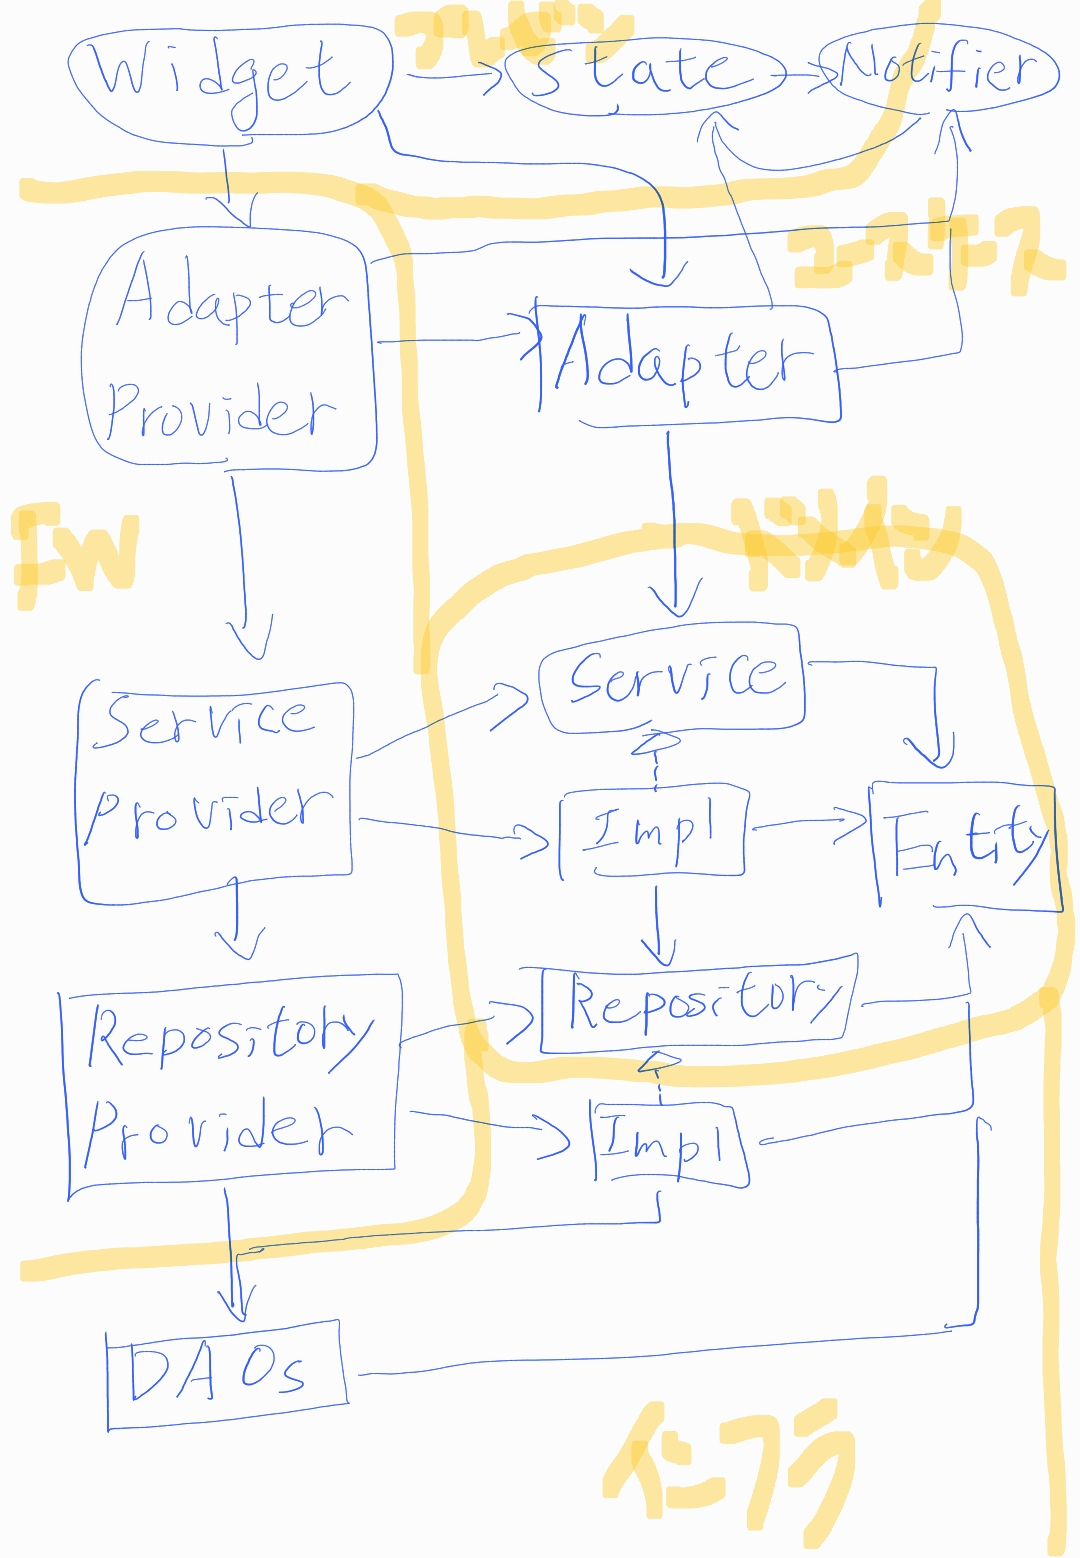 プレゼン
Widget
State
Notifier
ユースケース
Adapter
Provider
Adapter
FW
ドメイン
Service
Service
Provider
Impl
Entity
Repository
Repository
Provider
Impl
DAOs
インフラ